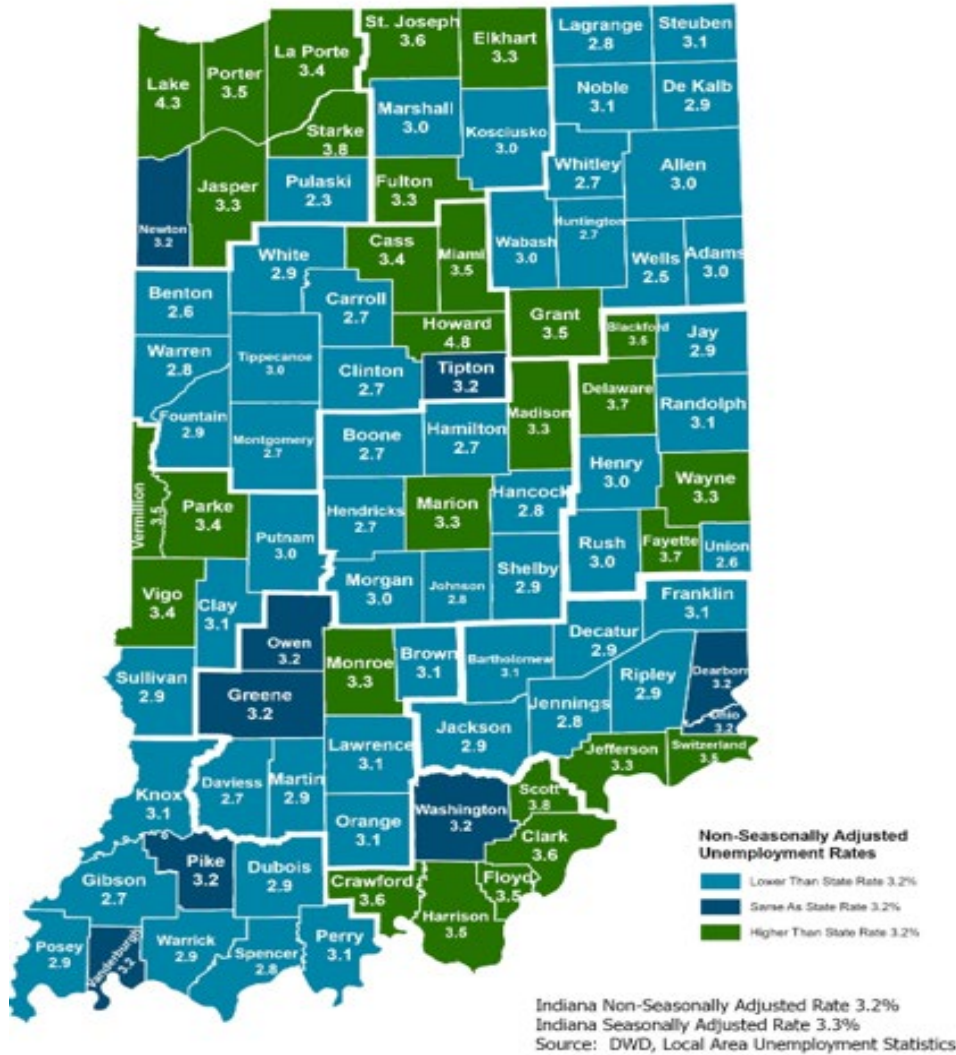 St. Joseph
3.6
Elkhart
3.3
Lagrange
2.8
Steuben
3.1
La Porte
3.4
Porter
3.5
Lake
4.3
Noble
3.1
De Kalb
2.9
Marshall
3.0
Kosciusko
3.0
Starke
3.8
Whitley
2.7
Allen
3.0
Jasper
3.3
Pulaski
2.3
Fulton
3.3
Newton
3.2
Huntington
2.7
Wabash
3.0
Cass
3.4
Miami
3.5
White
2.9
Wells
2.5
Adams
3.0
Benton
2.6
Carroll
2.7
Grant
3.5
Howard
4.8
Blackford
3.5
Jay
2.9
Warren
2.8
Tippecanoe
3.0
Clinton
2.7
Tipton
3.2
Delaware
3.7
Randolph
3.1
Madison
3.3
Fountain
2.9
Montgomery
2.7
Boone
2.7
Hamilton
2.7
Henry
3.0
Wayne
3.3
Vermillion
3.5
Parke
3.4
Hendricks
2.7
Marion
3.3
Hancock
2.8
Putnam
3.0
Rush
3.0
Fayette
3.7
Union
2.6
Morgan
3.0
Johnson
2.8
Shelby
2.9
Vigo
3.4
Clay
3.1
Franklin
3.1
Owen
3.2
Monroe
3.3
Brown
3.1
Bartholomew
3.1
Decatur
2.9
Ripley
2.9
Dearborn
3.2
Ohio
3.2
Sullivan
2.9
Greene
3.2
Jackson
2.9
Jennings
2.8
Lawrence
3.1
Jefferson
3.3
Switzerland
3.5
Knox
3.1
Daviess
2.7
Martin
2.9
Scott
3.8
Washington
3.2
Orange
3.1
Clark
3.6
Pike
3.2
Dubois
2.9
Gibson
2.7
Crawford
3.6
Floyd
3.5
Harrison
3.5
Posey
2.9
Vanderburgh
3.2
Warrick
2.9
Spencer
2.8
Perry
3.1
Non-Seasonally Adjusted
Unemployment Rates
Lower Than State Rate 3.2%
Same As State Rate 3.2%
Higher Than State Rate 3.2%
Indiana Non-Seasonally Adjusted Rate 3.2%
Indiana Seasonally Adjusted Rate 3.3%
Source: DWD, Local Area Unemployment Statistics